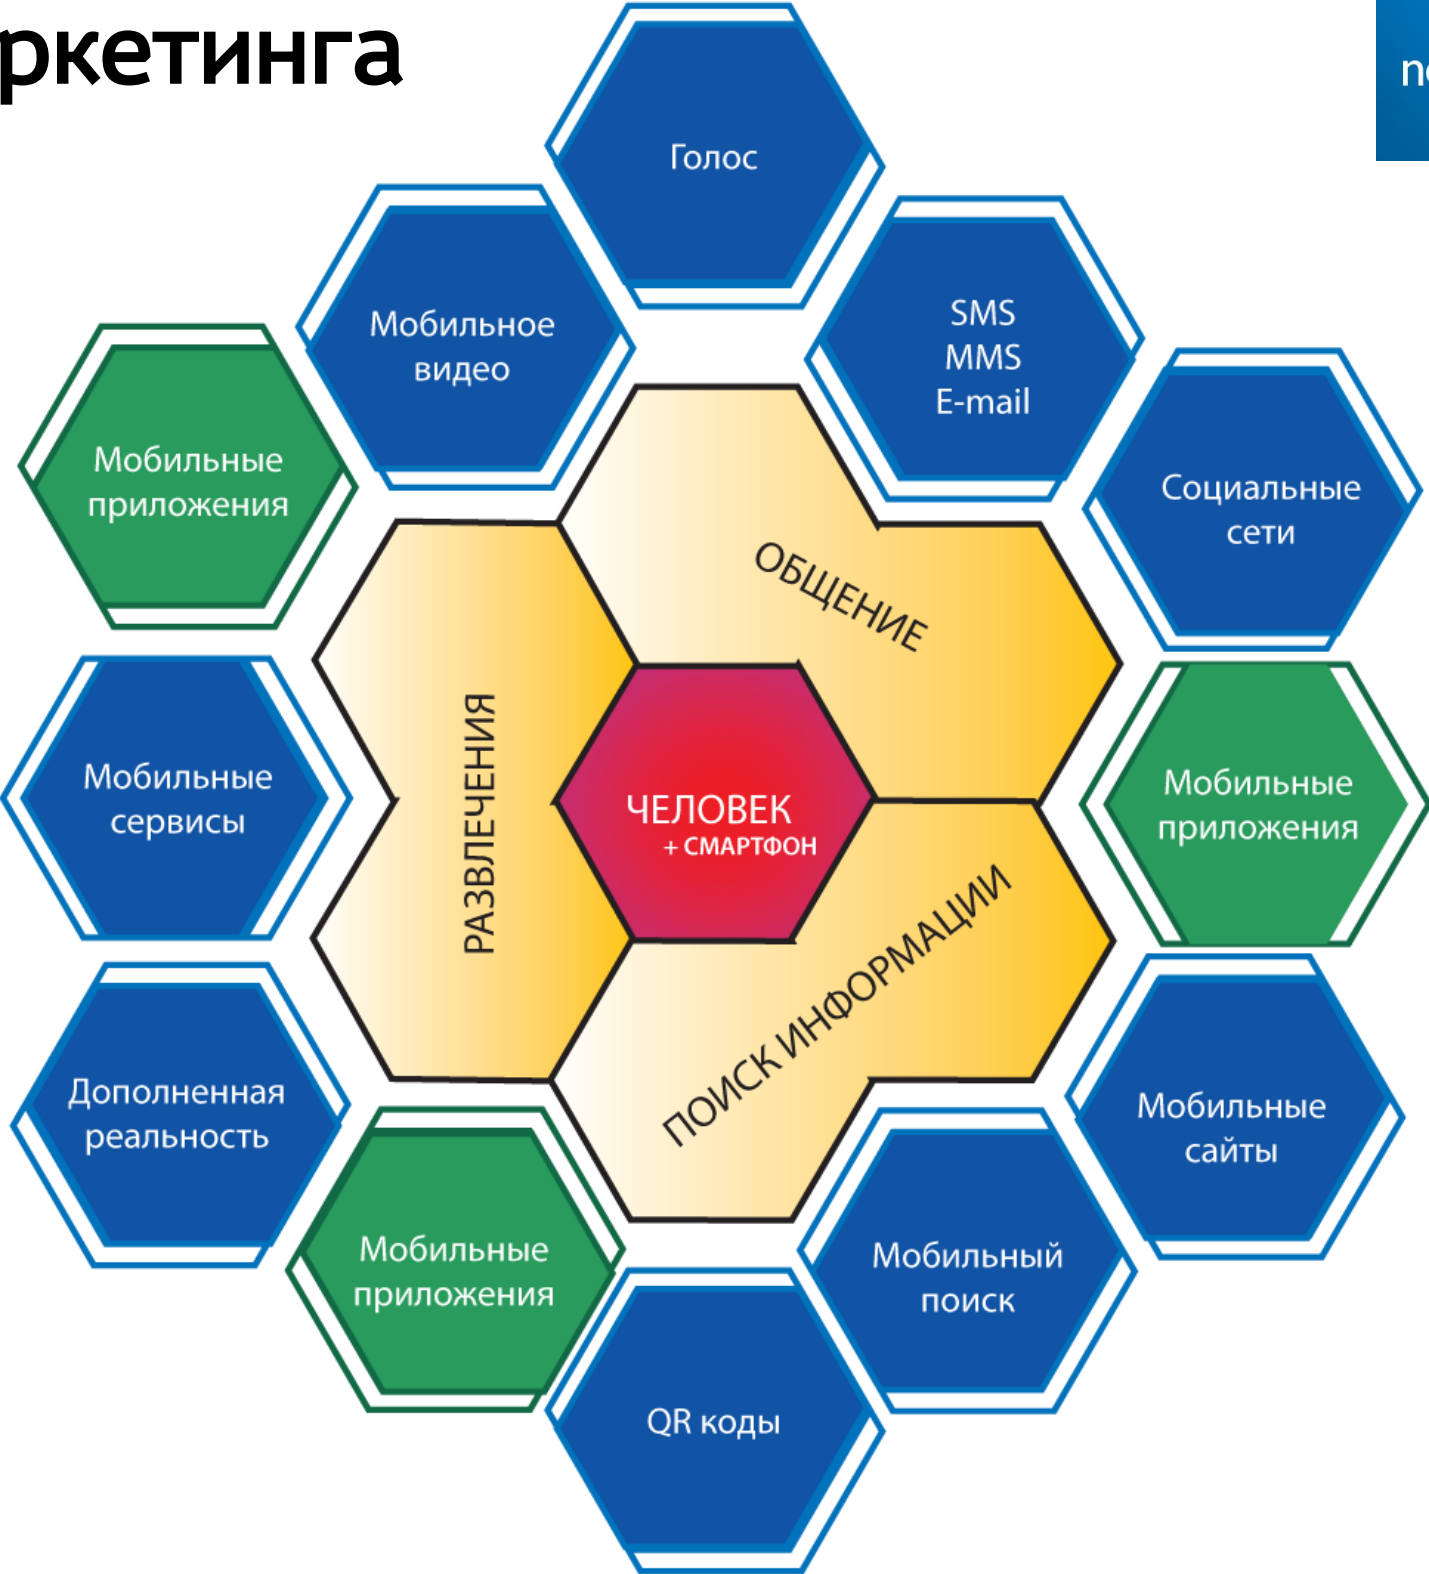 ркетинга
Голос
SMS
MMS
E-mail
Мобильное
видео
Социальные
сети
Мобильные
приложения
ОБЩЕНИЕ
РАЗВЛЕЧЕНИЯ
ЧЕЛОВЕК
+ СМАРТФОН
ПОИСК ИНФОРМАЦИИ
Мобильные
сервисы
Мобильные
приложения
Дополненная
реальность
Мобильные
сайты
Мобильные
приложения
Мобильный
поиск
QR коды